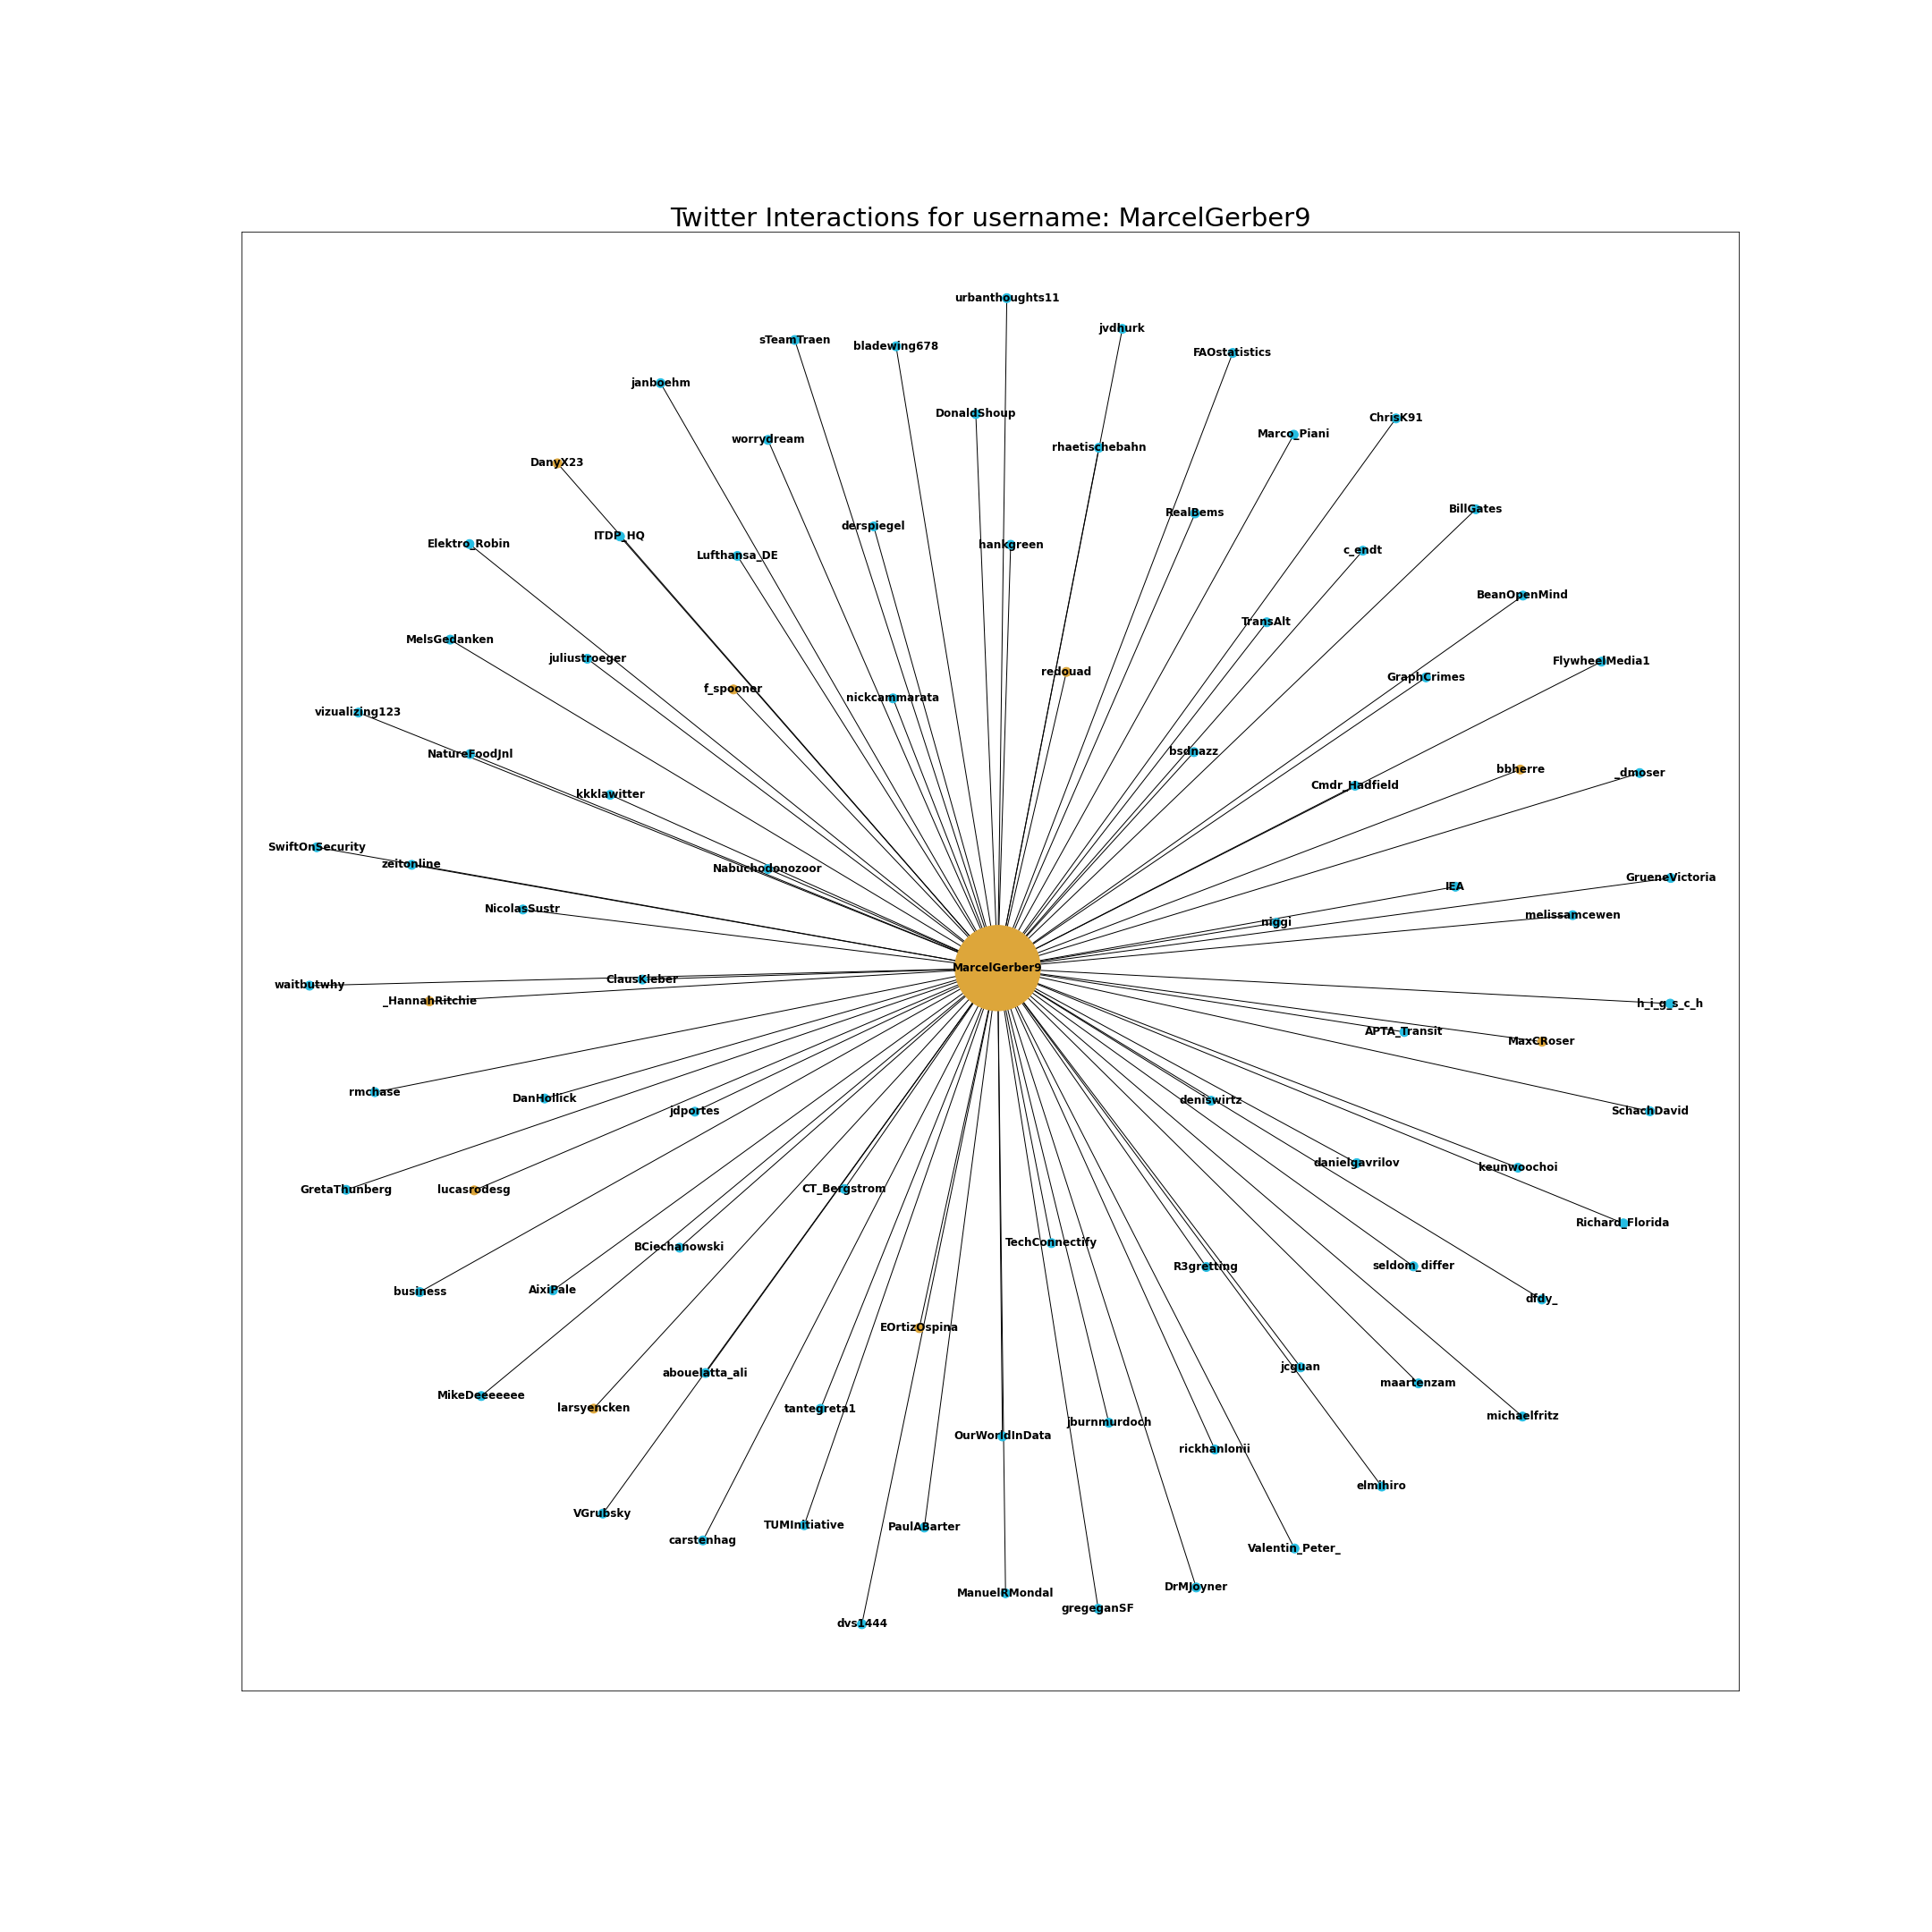 Twitter Interactions for username: MarcelGerber9
urbanthoughts11
jvdhurk
sTeamTraen
bladewing678
FAOstatistics
janboehm
DonaldShoup
ChrisK91
Marco_Piani
worrydream
rhaetischebahn
DanyX23
BillGates
RealBems
derspiegel
ITDP_HQ
Elektro_Robin
hankgreen
c_endt
Lufthansa_DE
BeanOpenMind
TransAlt
MelsGedanken
juliustroeger
FlywheelMedia1
redouad
GraphCrimes
f_spooner
nickcammarata
vizualizing123
bsdnazz
NatureFoodJnl
bbherre
_dmoser
Cmdr_Hadfield
kkklawitter
SwiftOnSecurity
zeitonline
Nabuchodonozoor
GrueneVictoria
IEA
NicolasSustr
melissamcewen
niggi
MarcelGerber9
ClausKleber
waitbutwhy
_HannahRitchie
h_i_g_s_c_h
APTA_Transit
MaxCRoser
rmchase
DanHollick
deniswirtz
jdportes
SchachDavid
danielgavrilov
keunwoochoi
GretaThunberg
lucasrodesg
CT_Bergstrom
Richard_Florida
TechConnectify
BCiechanowski
R3gretting
seldom_differ
AixiPale
business
dfdy_
EOrtizOspina
jcguan
abouelatta_ali
maartenzam
MikeDeeeeeee
larsyencken
tantegreta1
michaelfritz
jburnmurdoch
OurWorldInData
rickhanlonii
elmihiro
VGrubsky
TUMInitiative
PaulABarter
carstenhag
Valentin_Peter_
DrMJoyner
ManuelRMondal
gregeganSF
dvs1444